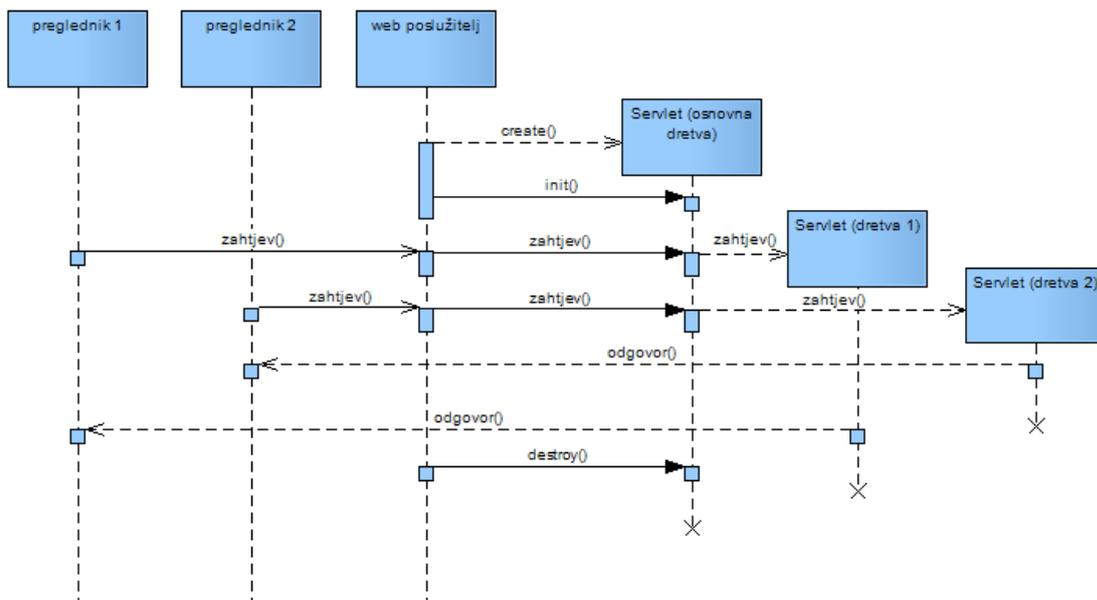 preglednik 1
preglednik 2
web poslužitelj
Servlet (osnovna
dretva)
create()
init()
Servlet (dretva 1)
zahtjev()
zahtjev()
zahtjev()
Servlet (dretva 2)
zahtjev()
zahtjev()
zahtjev()
odgovor()
odgovor()
destroy()